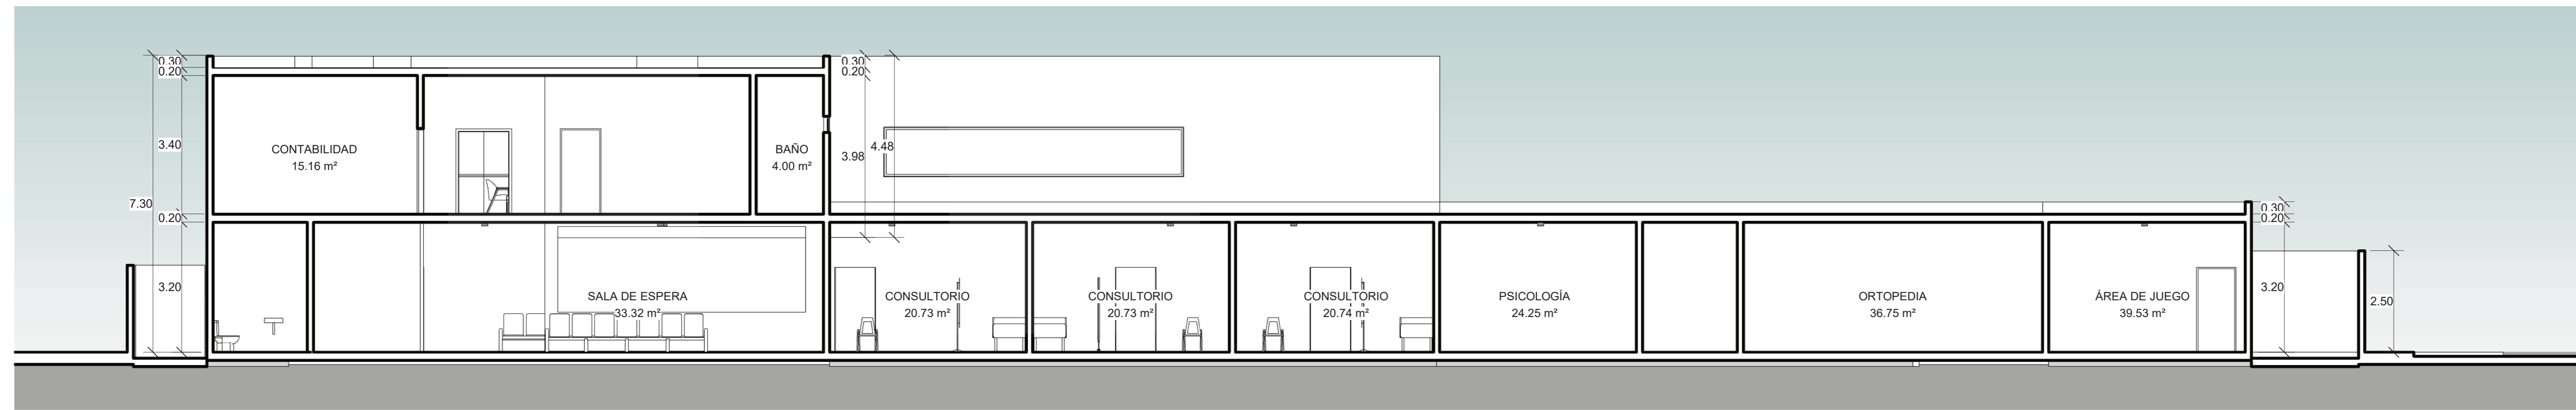 0.30
0.20
3.40
7.30
0.20
3.20
CONTABILIDAD
15.16 m²
BAÑO
4.00 m²
0.30
0.20
3.98
4.48
SALA DE ESPERA
33.32 m²
CONSULTORIO
20.73 m²
CONSULTORIO
20.73 m²
CONSULTORIO
20.74 m²
PSICOLOGÍA
24.25 m²
ORTOPEDIA
36.75 m²
ÁREA DE JUEGO
39.53 m²
0.30
0.20
3.20
2.50